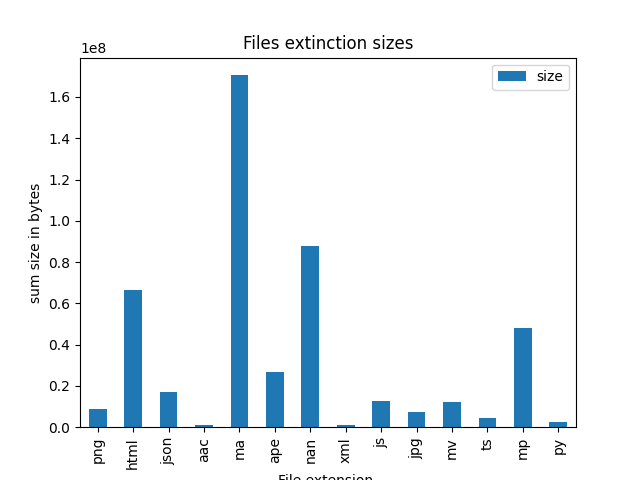 Files extinction sizes
1e8
size
1.6
1.4
1.2
1.0
0.8
0.6
0.4
0.2
0.0
sum size in bytes
png
html
json
aac
ma
ape
nan
xml
js
jpg
mv
ts
mp
py
File extension